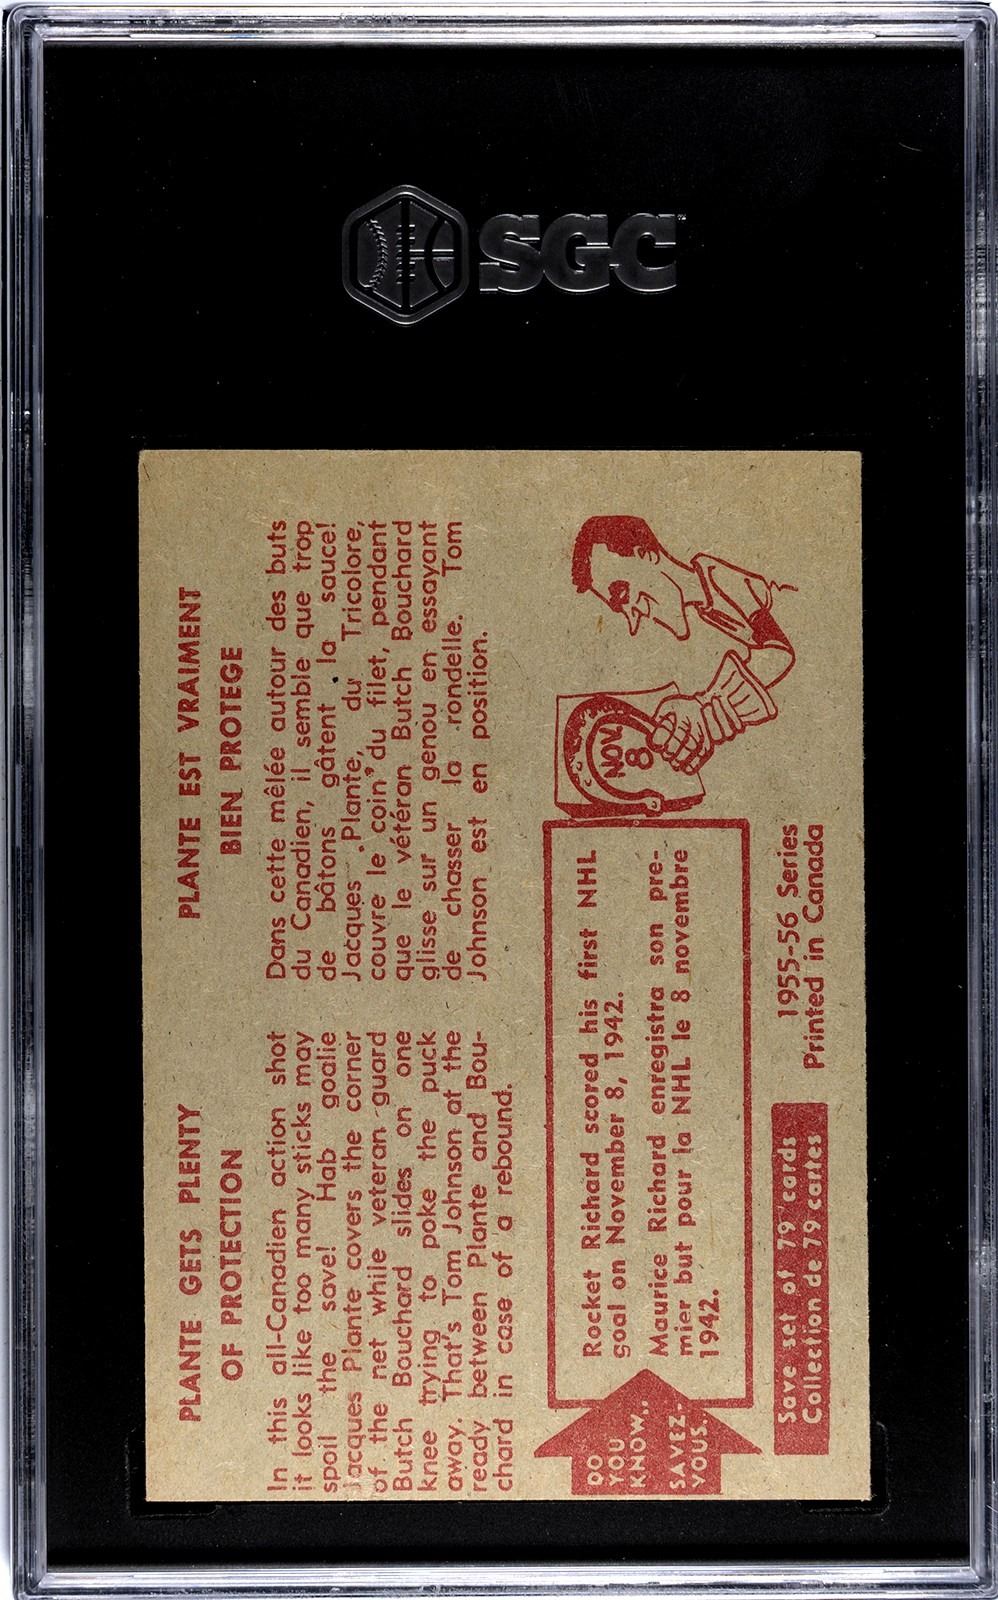 SGC
PLANTE GETS PLENTY
OF PROTECTION
In this all-Canadien action shot
it looks like too many sticks may
spoil the save! Hab goalie
Jacques Plante covers the corner
of the net while veteran guard
Butch Bouchard slides on one
knee trying to poke the puck
away. That's Tom Johnson at the
ready between Plante and Bou-
chard in case of a rebound.
PLANTE EST VRAIMENT
BIEN PROTEGE
Dans cette mêlée autour des buts
du Canadien, il semble que trop
de bâtons gâtent la sauce!
Jacques Plante, du Tricolore,
couvre le coin du filet, pendant
que le vétéran Butch Bouchard
glisse sur un genou en essayant
de chasser la rondelle. Tom
Johnson est en position.
DO
YOU
KNOW..
SAVEZ-
VOUS.
Rocket Richard scored his first NHL
goal on November 8, 1942.
Maurice Richard enregistra son pre-
mier but pour la NHL le 8 novembre
1942.
NOV.
8
Save set of 79 cards
Collection de 79 cartes
1955-56 Series
Printed in Canada